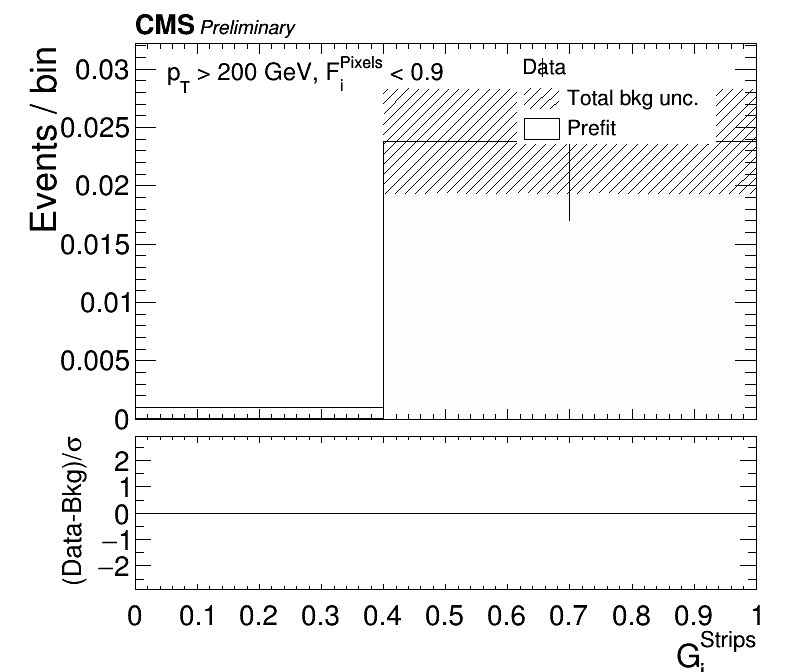 CMS Preliminary
p_T > 200 GeV, F_i^Pixels < 0.9
Data
Total bkg unc.
Prefit
Events / bin
0.03
0.025
0.02
0.015
0.01
0.005
0
(Data-Bkg)/σ
2
1
0
−1
−2
0 0.1 0.2 0.3 0.4 0.5 0.6 0.7 0.8 0.9 1
G_i^Strips